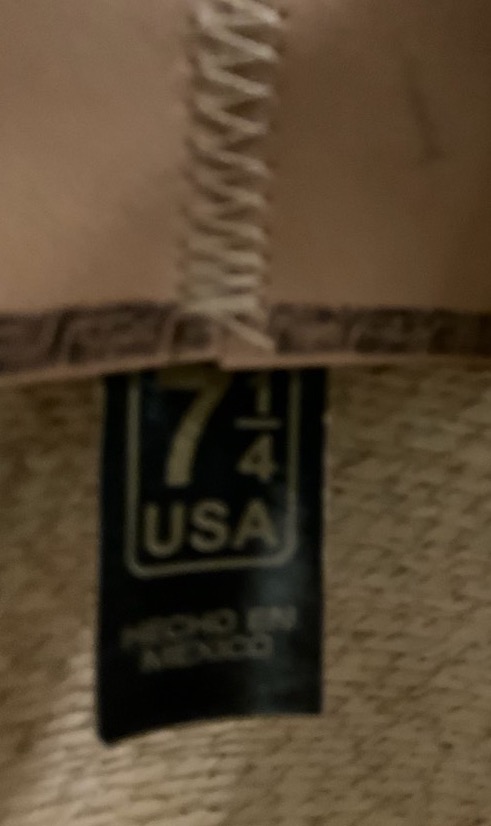 7 1/4
USA
HECHO EN
MEXICO